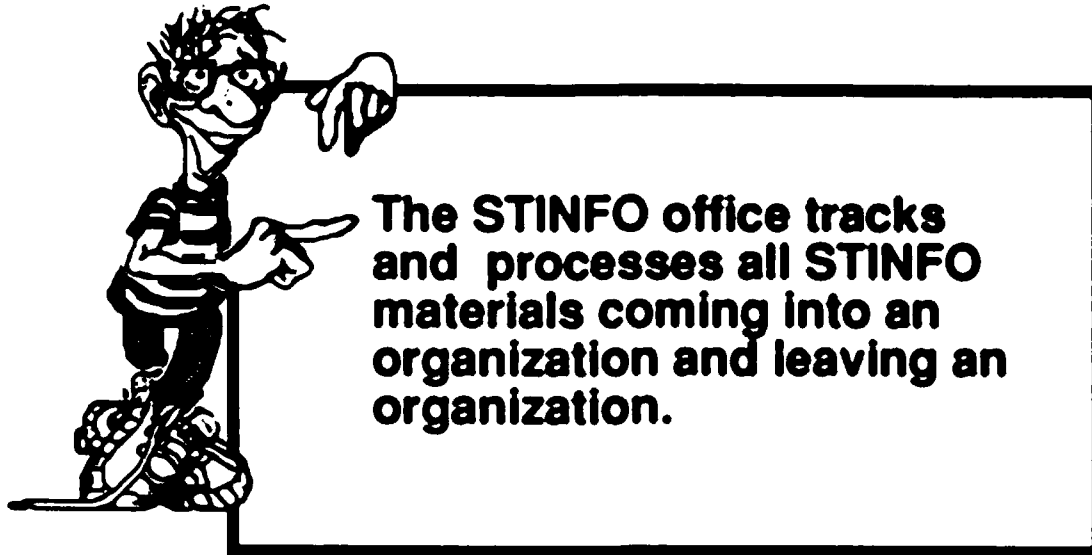 The STINFO office tracks
and processes all STINFO
materials coming into an
organization and leaving an
organization.